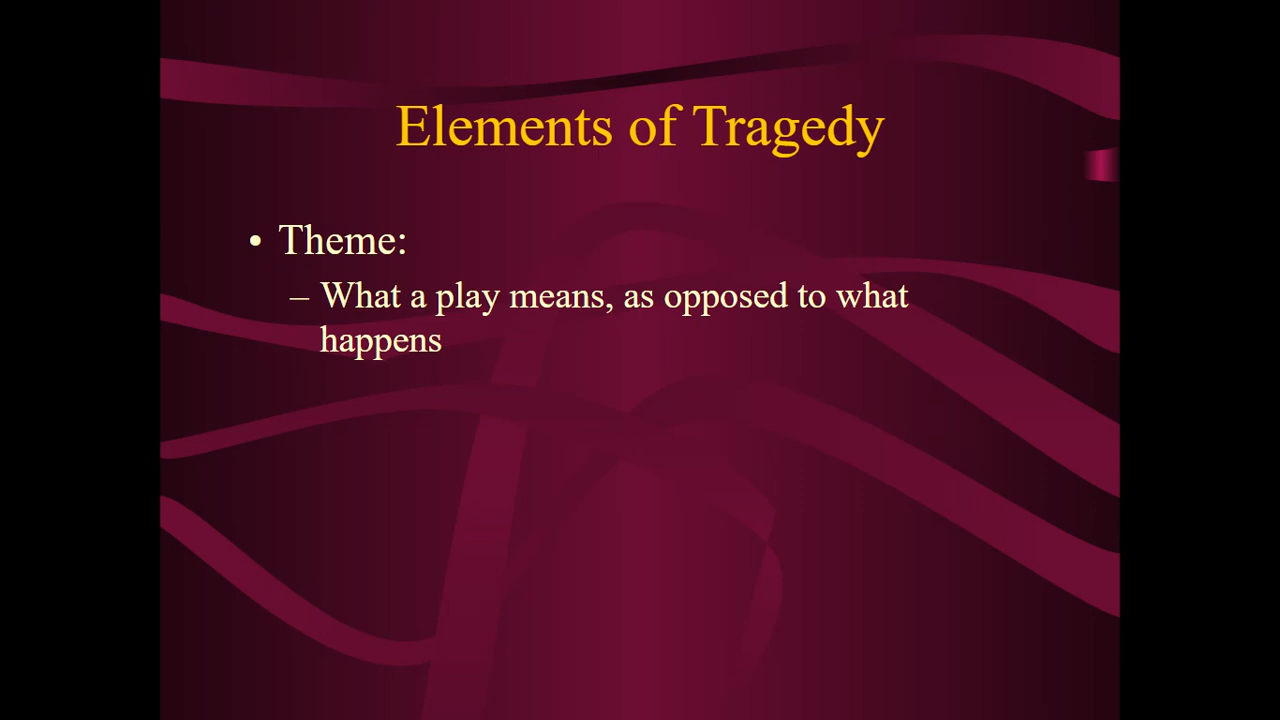 Elements of Tragedy
• Theme:
– What a play means, as opposed to what
happens